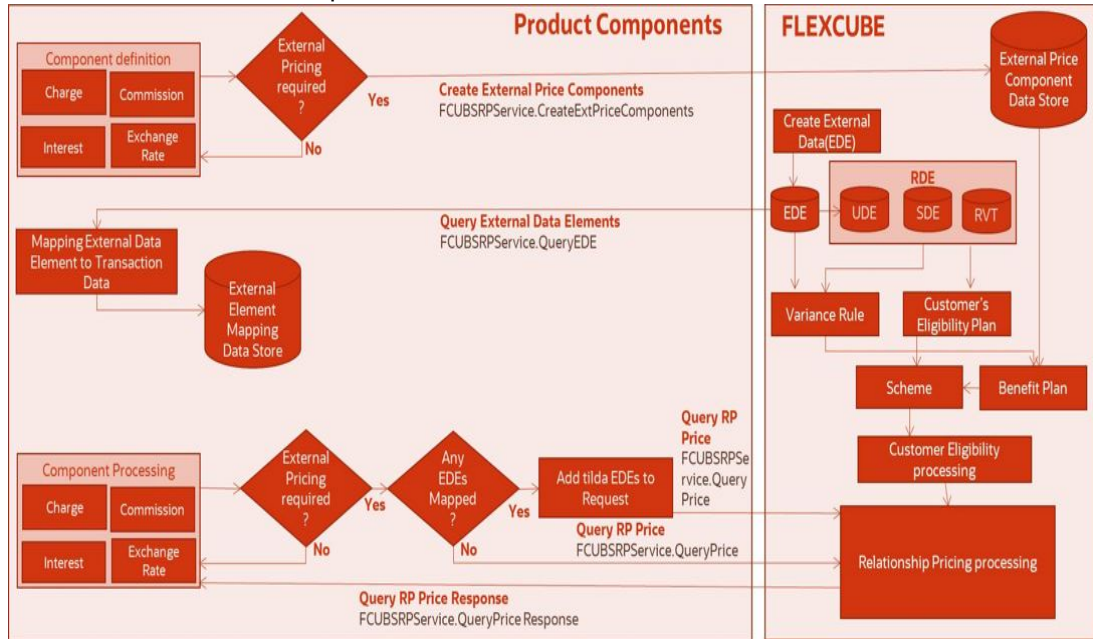 Product Components
Component definition
Charge
Commission
Interest
Exchange
Rate
External
Pricing
required
?
Yes
No
Create External Price Components
FCUBSRPService.CreateExtPriceComponents
Query External Data Elements
FCUBSRPService.QueryEDE
Mapping External Data
Element to Transaction
Data
External
Element
Mapping
Data Store
Component Processing
Charge
Commission
Interest
Exchange
Rate
External
Pricing
required
?
Yes
No
Any
EDEs
Mapped
?
Yes
No
Add tilda EDEs to
Request
Query RP
Price
FCUBSRPSe
rvice.Query
Price
Query RP Price
FCUBSRPService.QueryPrice
Query RP Price Response
FCUBSRPService.QueryPrice Response
FLEXCUBE
External Price
Component
Data Store
Create External
Data(EDE)
RDE
EDE
UDE
SDE
RVT
Variance Rule
Customer's
Eligibility Plan
Scheme
Benefit Plan
Customer Eligibility
processing
Relationship Pricing processing